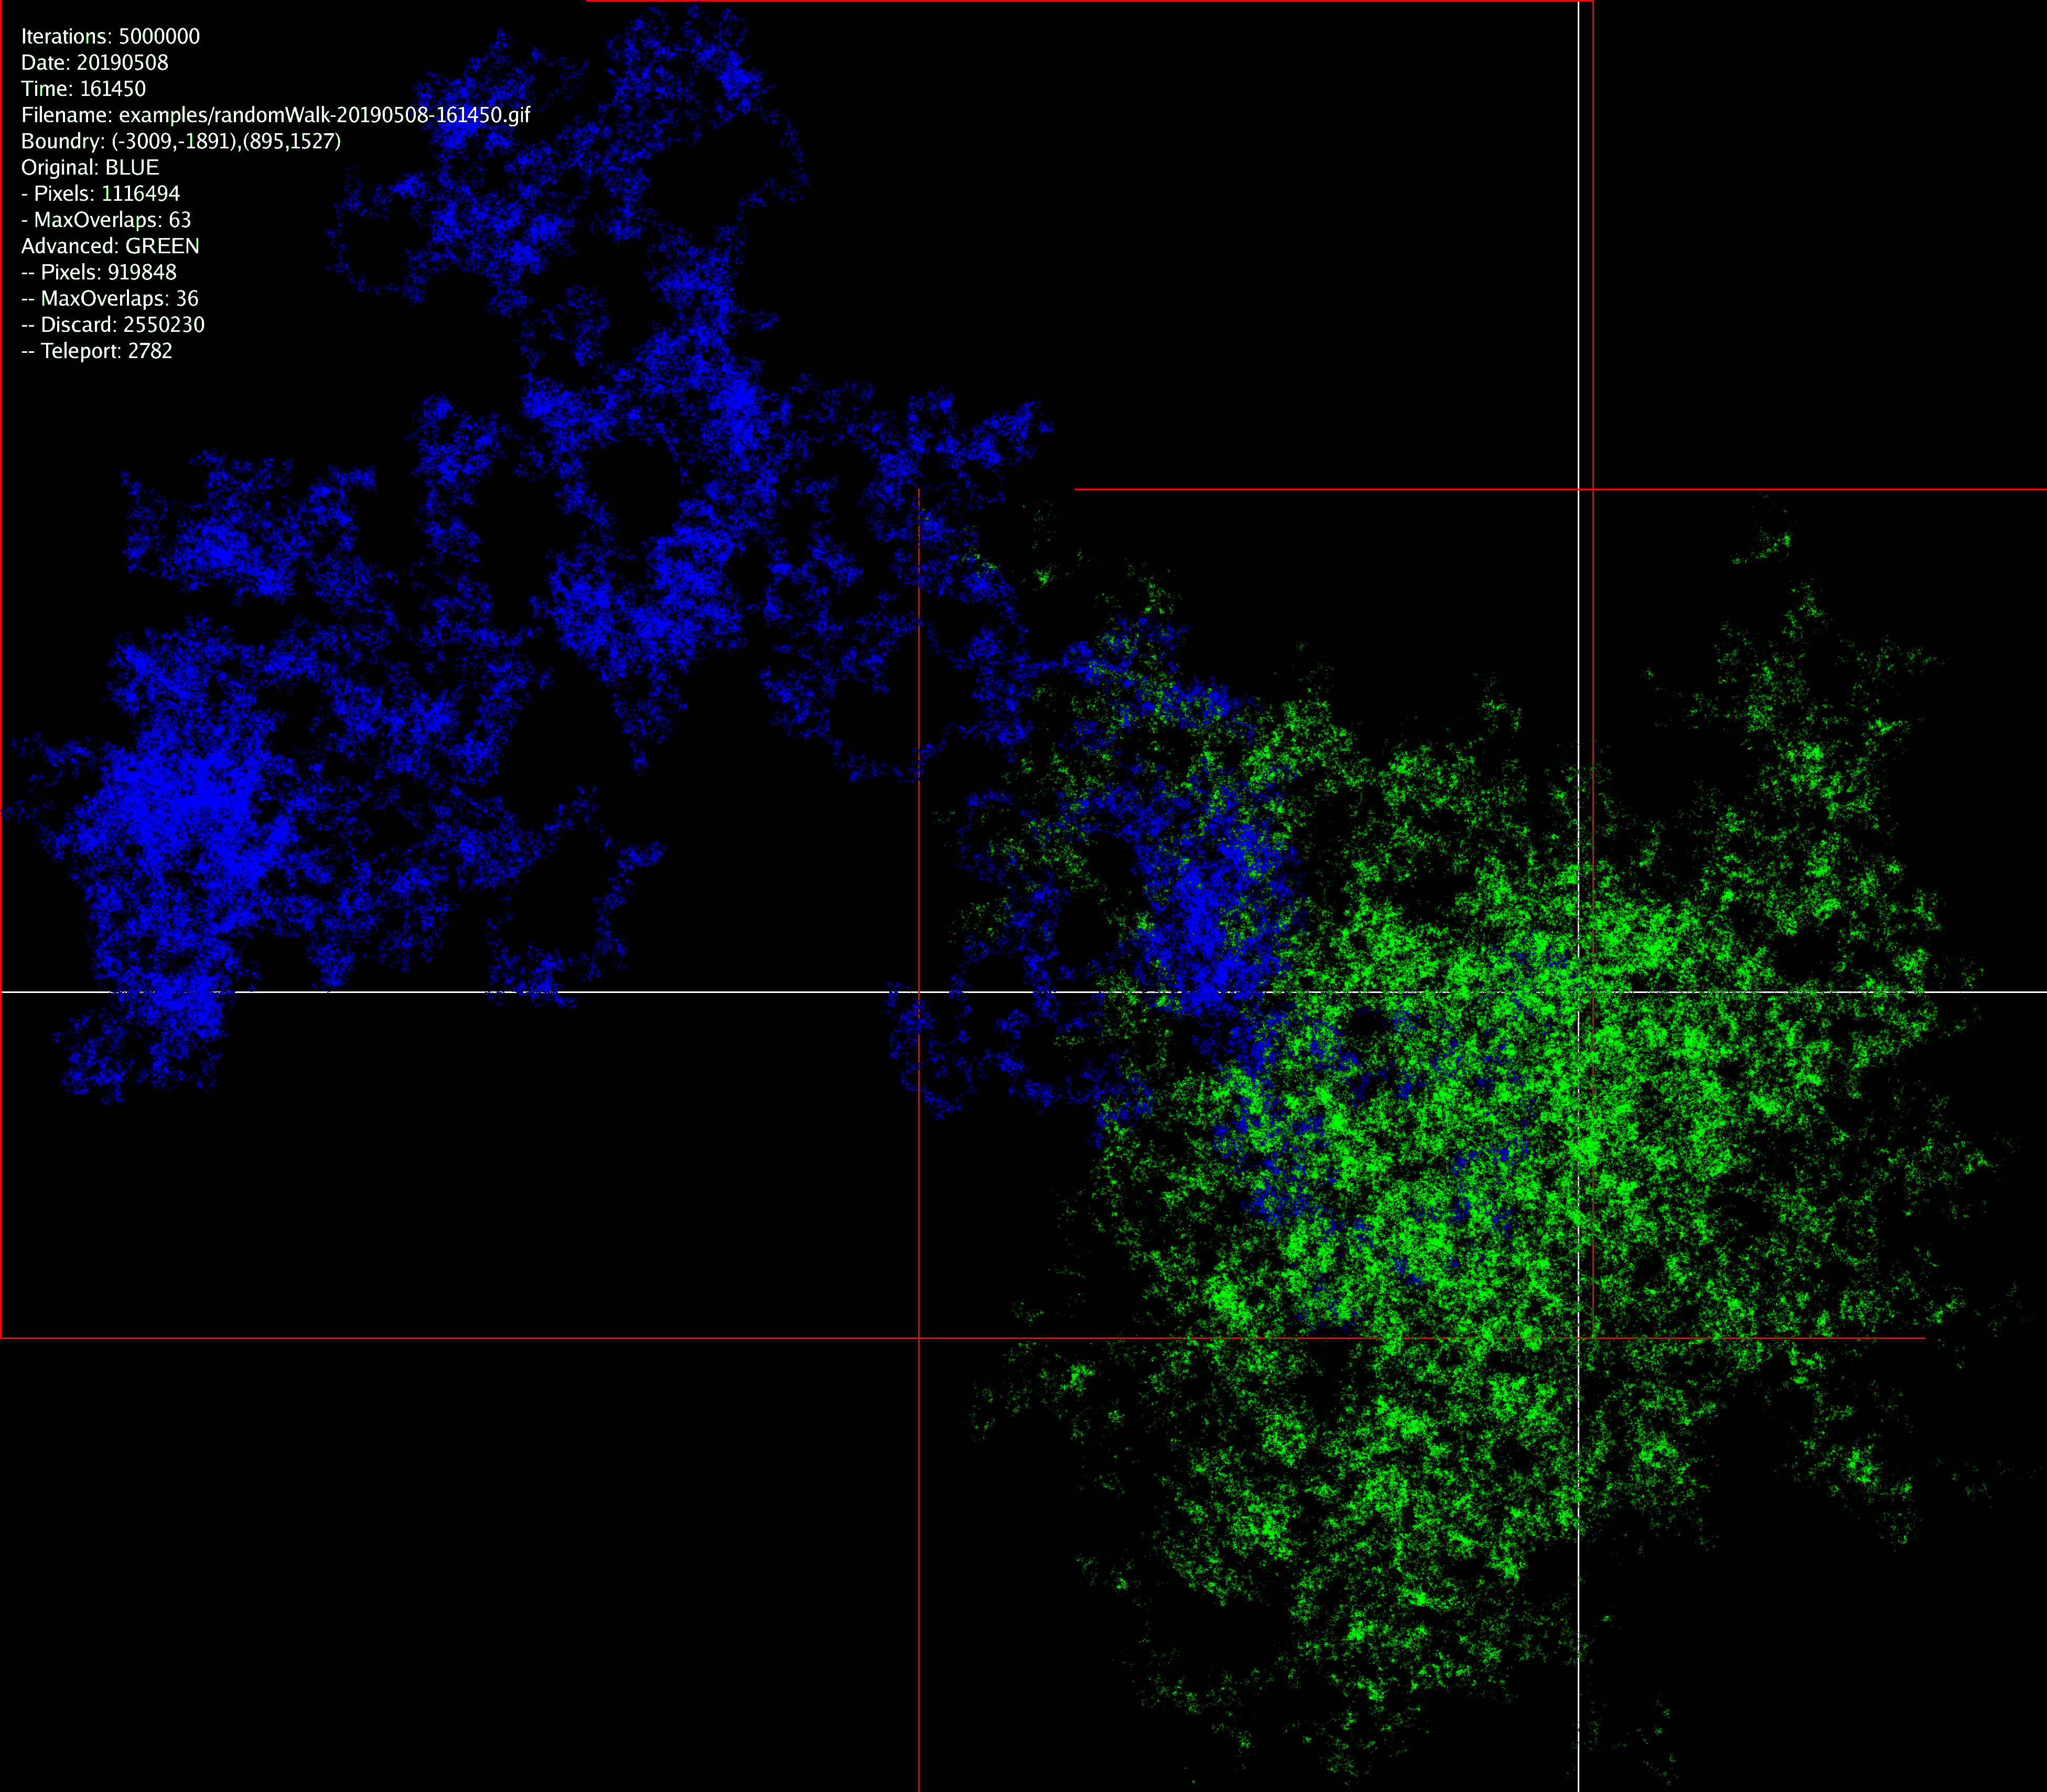 Iterations: 5000000
Date: 20190508
Time: 161450
Filename: examples/randomWalk-20190508-161450.gif
Boundry: (-3009,-1891),(895,1527)
Original: BLUE
- Pixels: 1116494
- MaxOverlaps: 63
Advanced: GREEN
-- Pixels: 919848
-- MaxOverlaps: 36
-- Discard: 2550230
-- Teleport: 2782